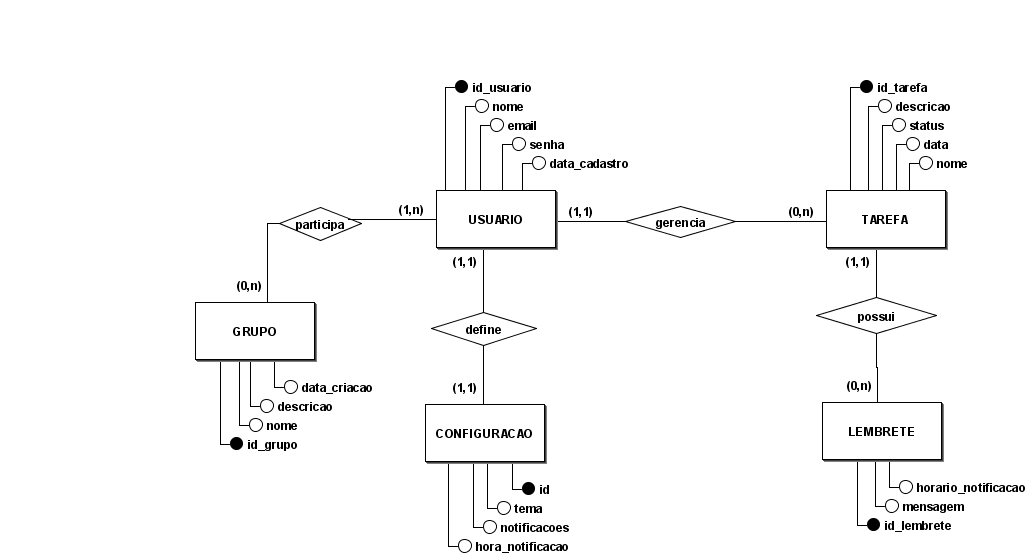 id_usuario
nome
email
senha
data_cadastro
id_tarefa
descricao
status
data
nome
participa
(1,n)
USUARIO
(1,1)
gerencia
(0,n)
TAREFA
(0,n)
(1,1)
(1,1)
GRUPO
define
possui
data_criacao
descricao
nome
id_grupo
(1,1)
(0,n)
CONFIGURACAO
LEMBRETE
id
tema
notificacoes
hora_notificacao
horario_notificacao
mensagem
id_lembrete